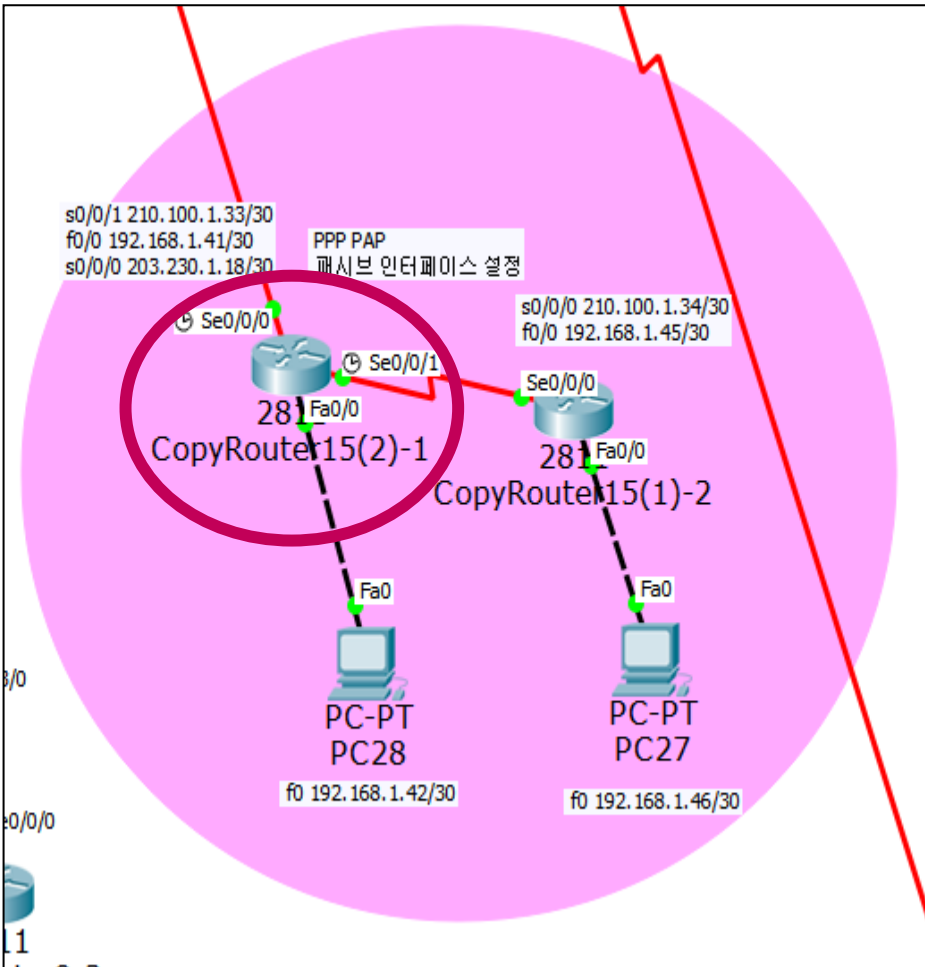 s0/0/1 210.100.1.33/30
f0/0 192.168.1.41/30
s0/0/0 203.230.1.18/30
PPP PAP
패시브 인터페이스 설정
s0/0/0 210.100.1.34/30
f0/0 192.168.1.45/30
Se0/0/0
Se0/0/1
Se0/0/0
Fa0/0
CopyRouter15(2)-1
Fa0/0
CopyRouter15(1)-2
Fa0
Fa0
PC-PT
PC28
PC-PT
PC27
f0 192.168.1.42/30
f0 192.168.1.46/30